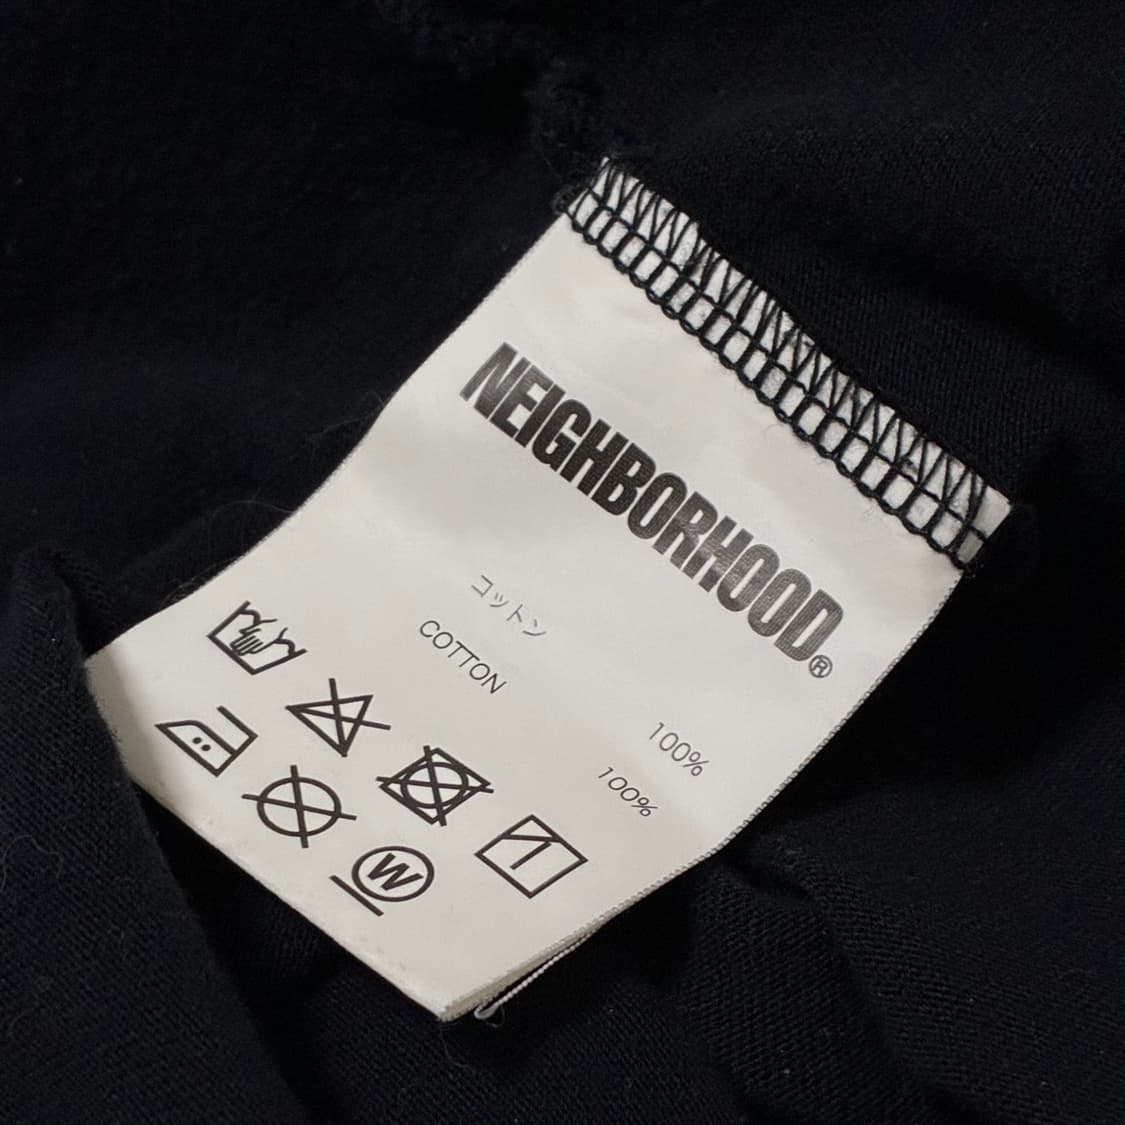 NEIGHBORHOOD®
コットン 100%
COTTON 100%
W